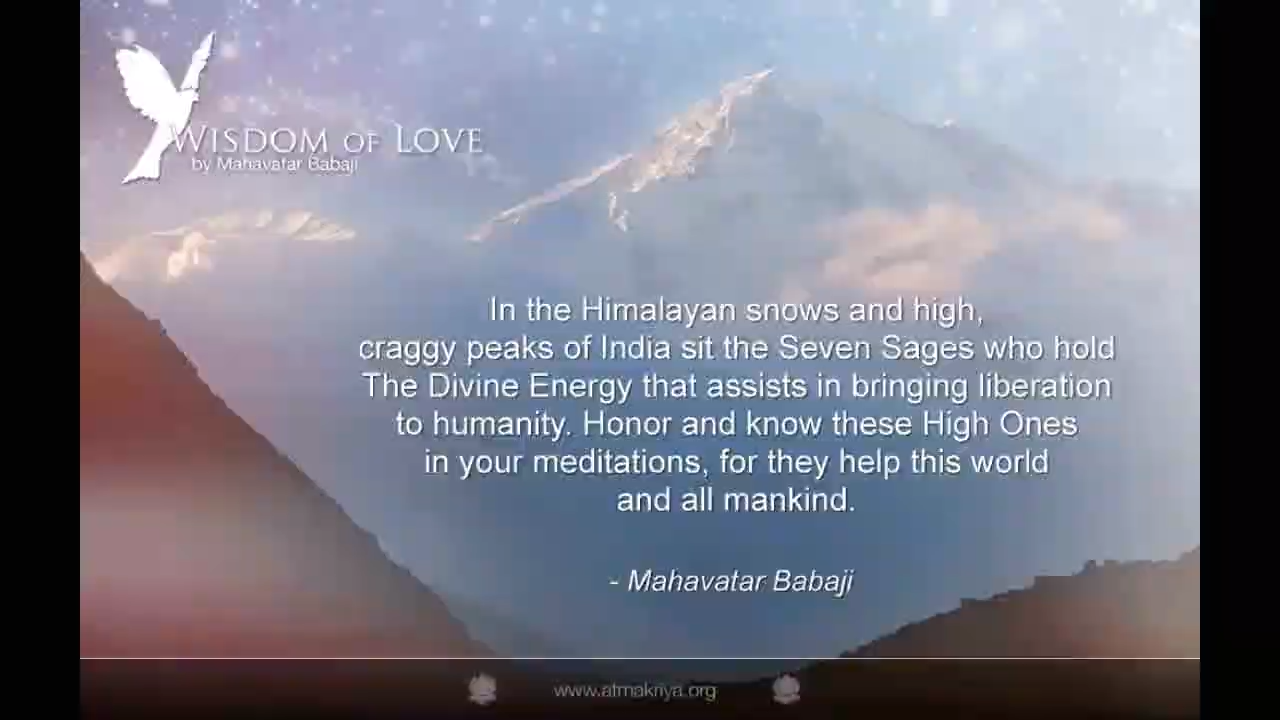 WISDOM OF LOVE
by Mahavatar Babaji
In the Himalayan snows and high,
craggy peaks of India sit the Seven Sages who hold
The Divine Energy that assists in bringing liberation
to humanity. Honor and know these High Ones
in your meditations, for they help this world
and all mankind.
- Mahavatar Babaji
www.atmakriya.org